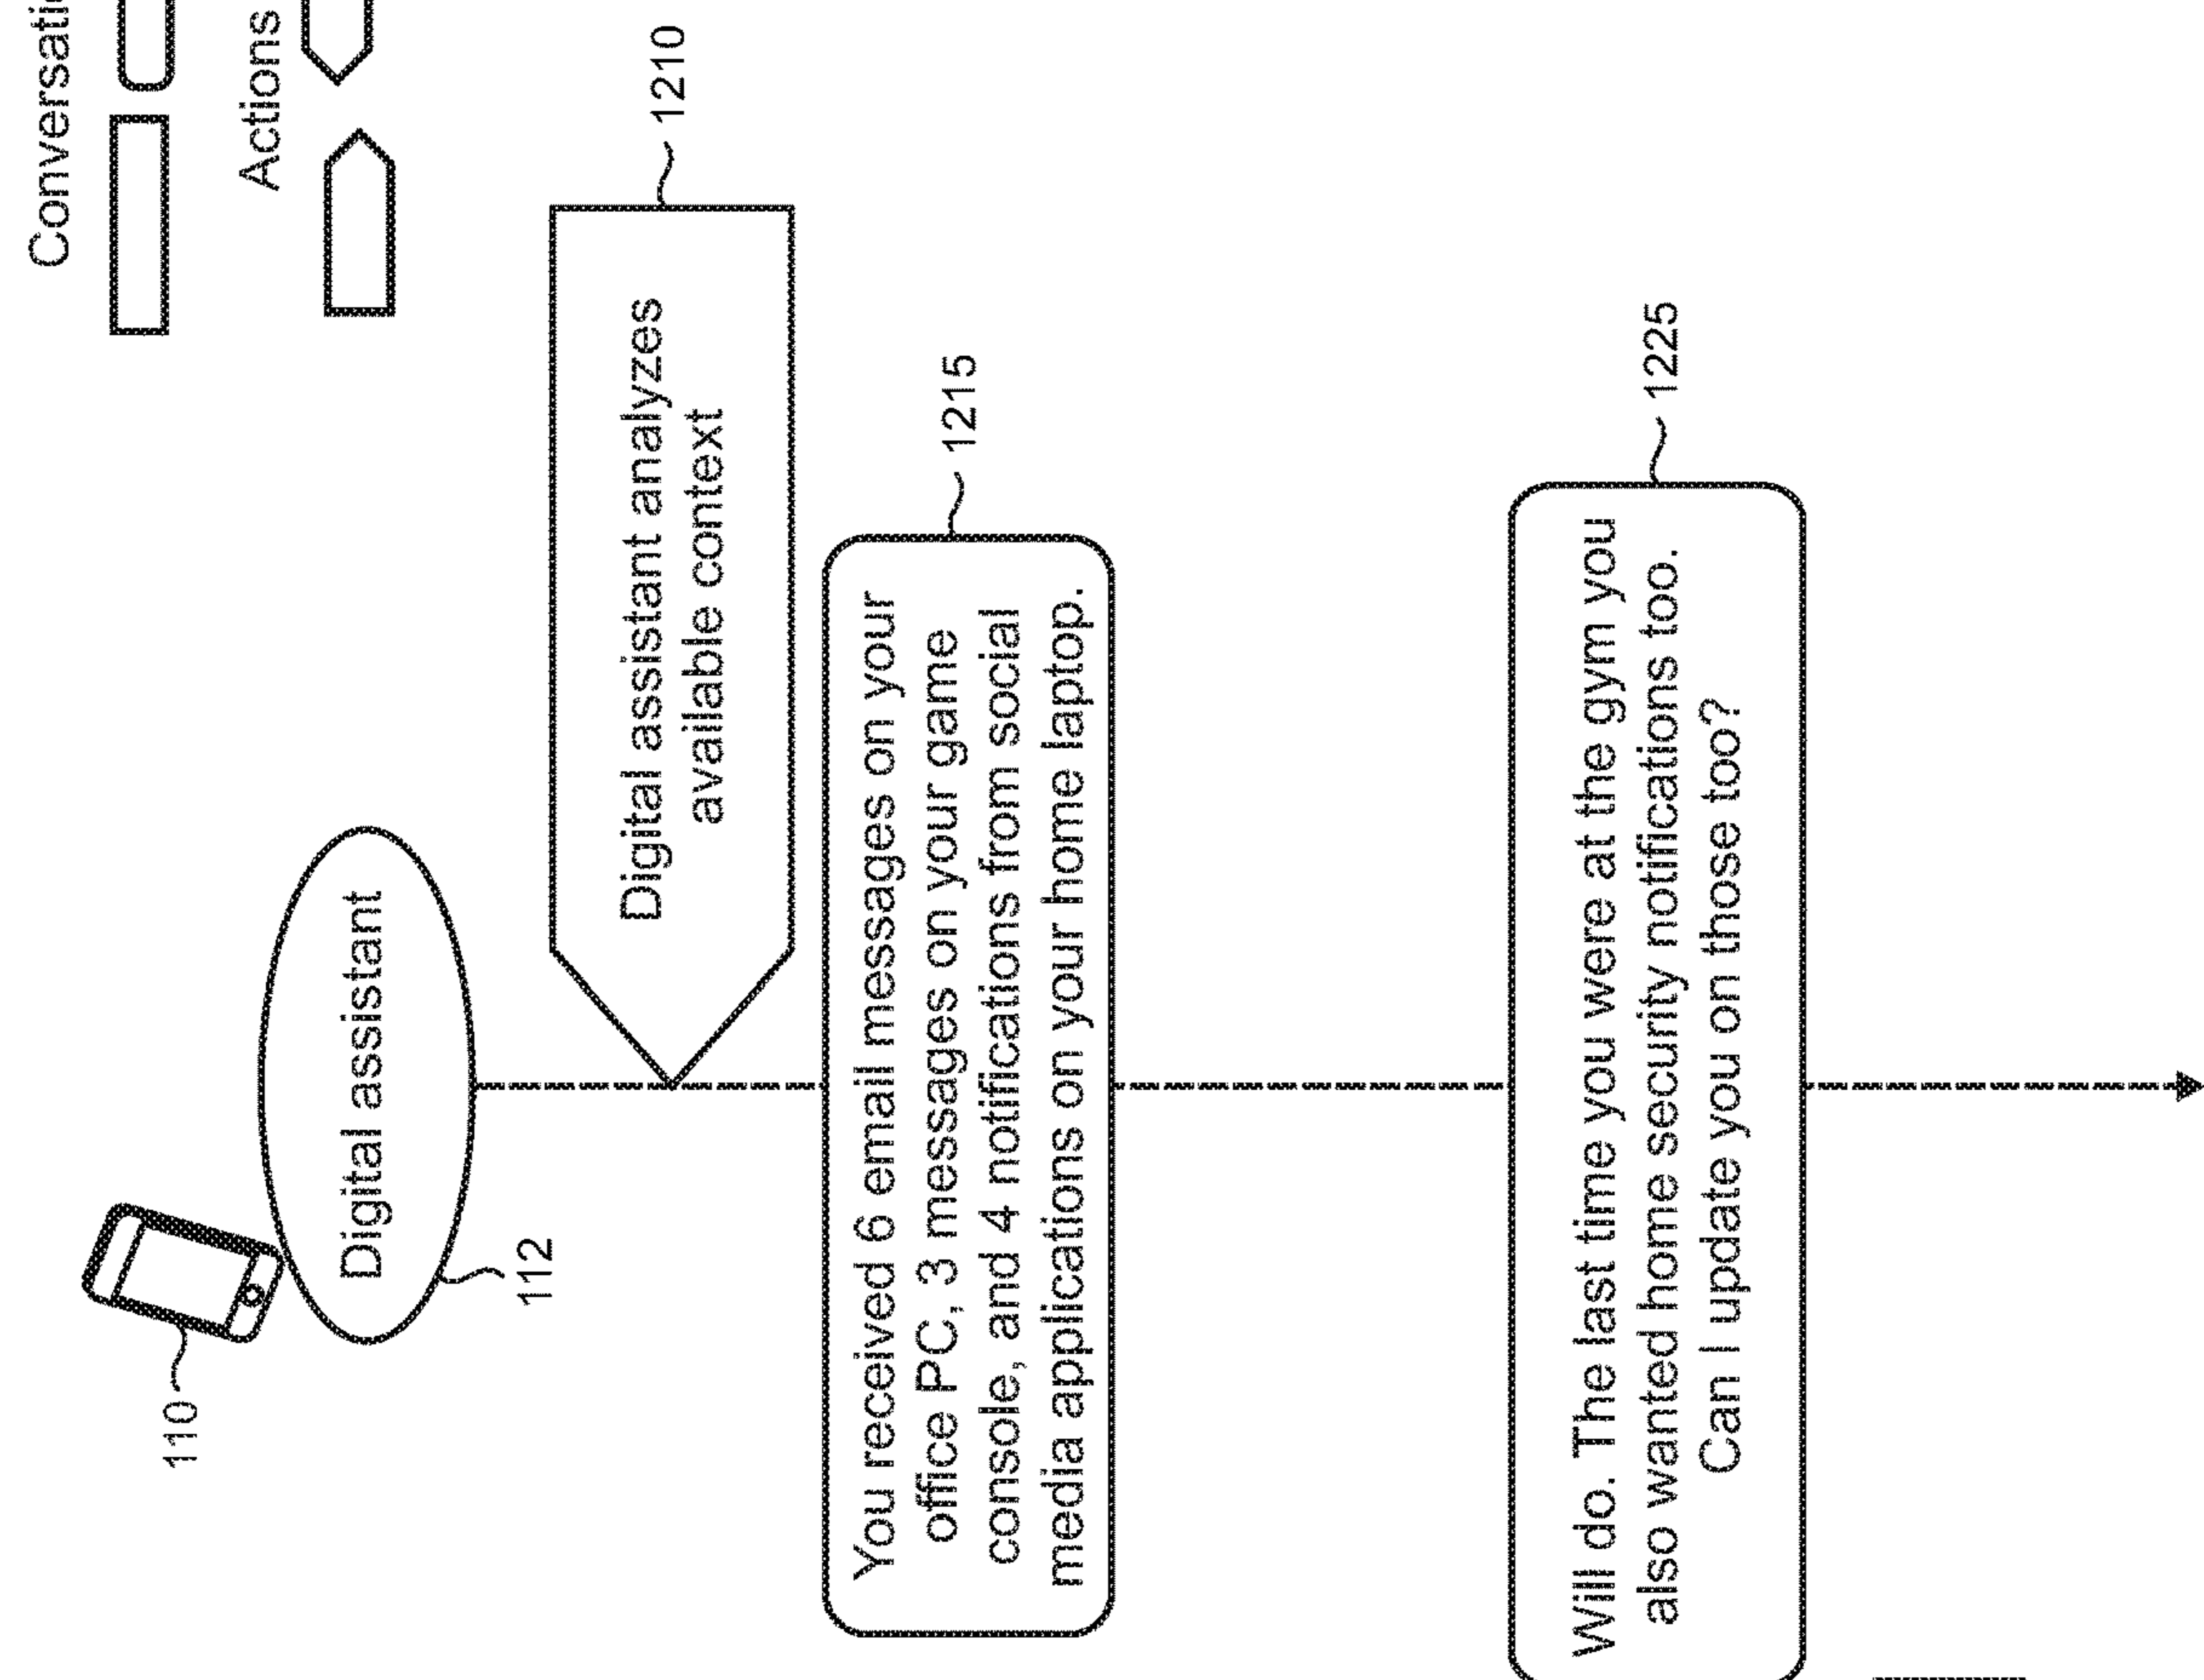 Actions
110
Digital assistant
112
Digital assistant analyzes
available context
1210
You received 6 email messages on your
office PC, 3 messages on your game
console, and 4 notifications from social
media applications on your home laptop.
1215
Will do. The last time you were at the gym you
also wanted home security notifications too.
Can I update you on those too?
1225